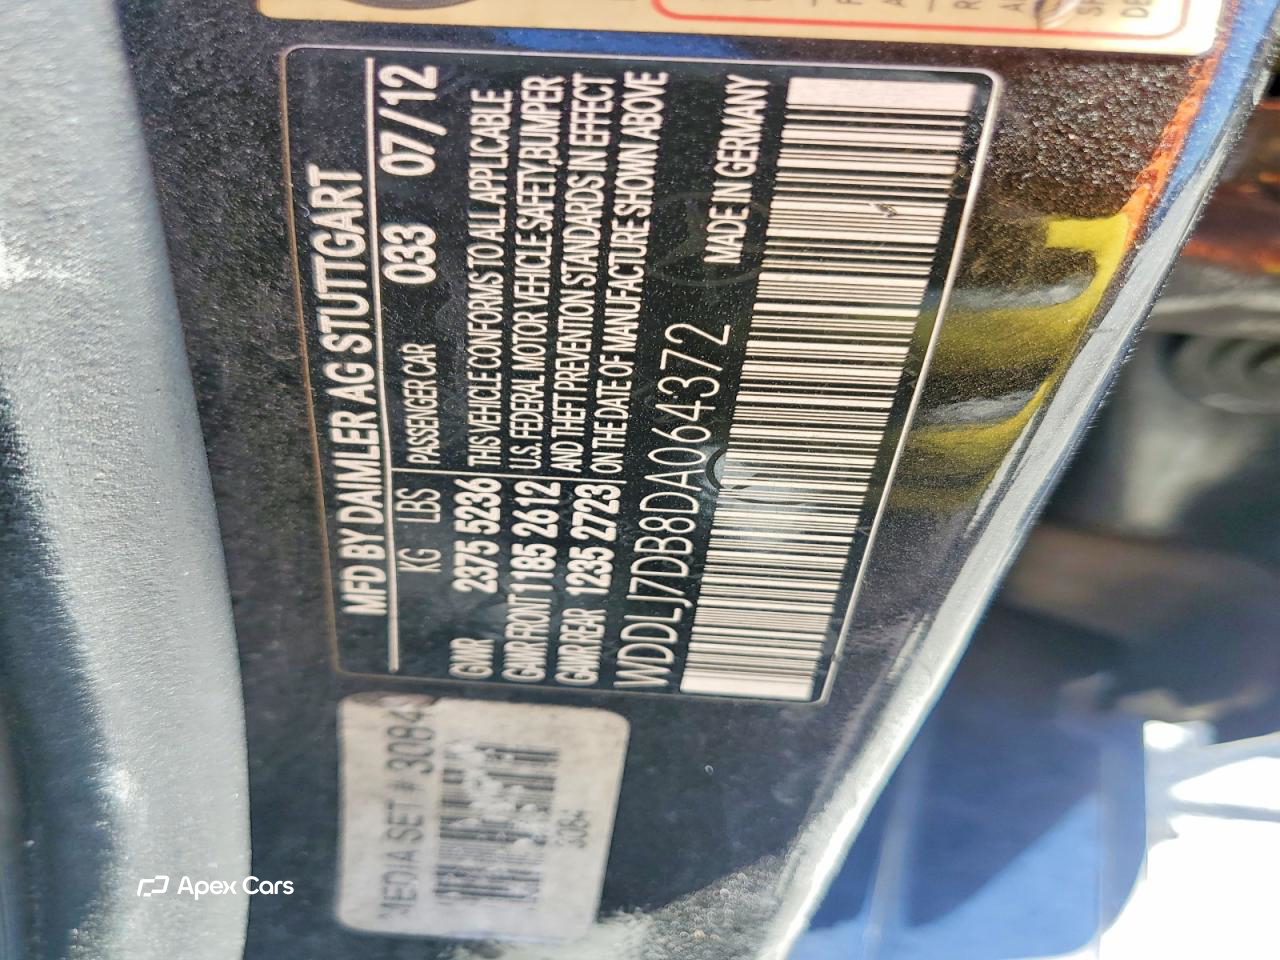 MFD BY DAIMLER AG STUTTGART
KG LBS PASSENGER CAR 033 07/12
GVWR 2375 5236 THIS VEHICLE CONFORMS TO ALL APPLICABLE
GAWR FRONT 1185 2612 U.S. FEDERAL MOTOR VEHICLE SAFETY,BUMPER
GAWR REAR 1235 2723 AND THEFT PREVENTION STANDARDS IN EFFECT
ON THE DATE OF MANUFACTURE SHOWN ABOVE
WDDLJ7DB8DA064372 MADE IN GERMANY
MEDIA SET # 3084
3084
Apex Cars